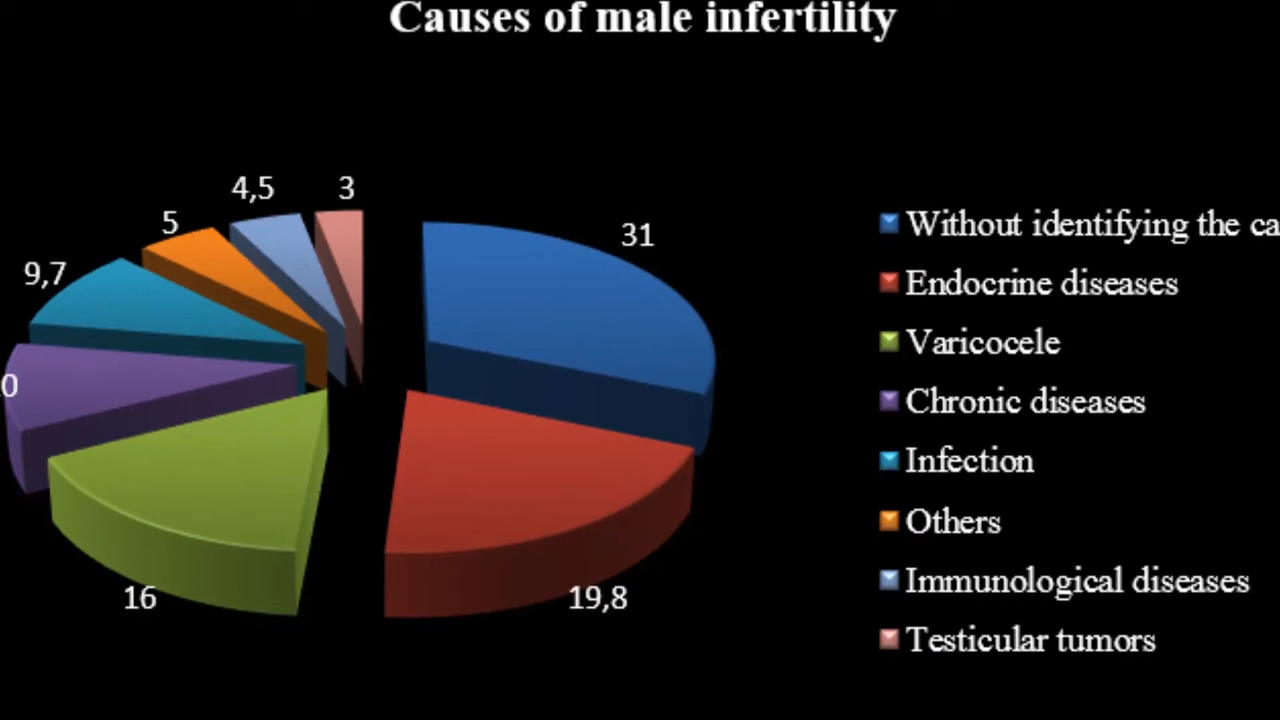 Causes of male infertility
3
4,5
5
31
9,7
0
16
19,8
Without identifying the ca
Endocrine diseases
Varicocele
Chronic diseases
Infection
Others
Immunological diseases
Testicular tumors